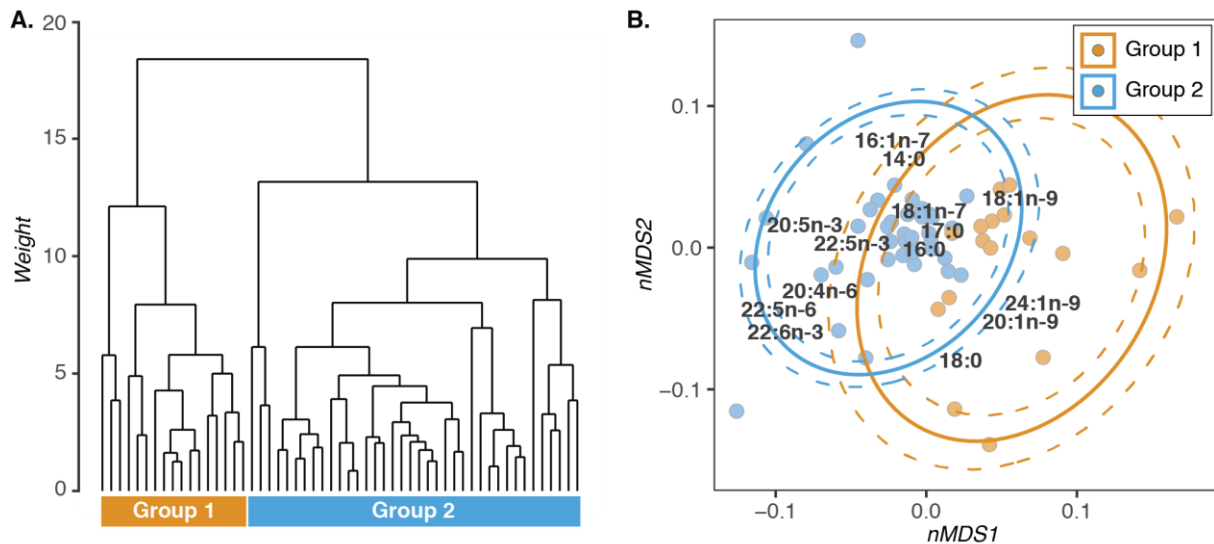 A.
20
15
10
5
0
Weight
Group 1
Group 2
B.
Group 1
Group 2
0.1
0.0
−0.1
nMDS2
16:1n-7
14:0
18:1n-9
18:1n-7
20:5n-3
17:0
22:5n-3
16:0
20:4n-6
24:1n-9
22:5n-6
20:1n-9
22:6n-3
18:0
−0.1
0.0
0.1
nMDS1